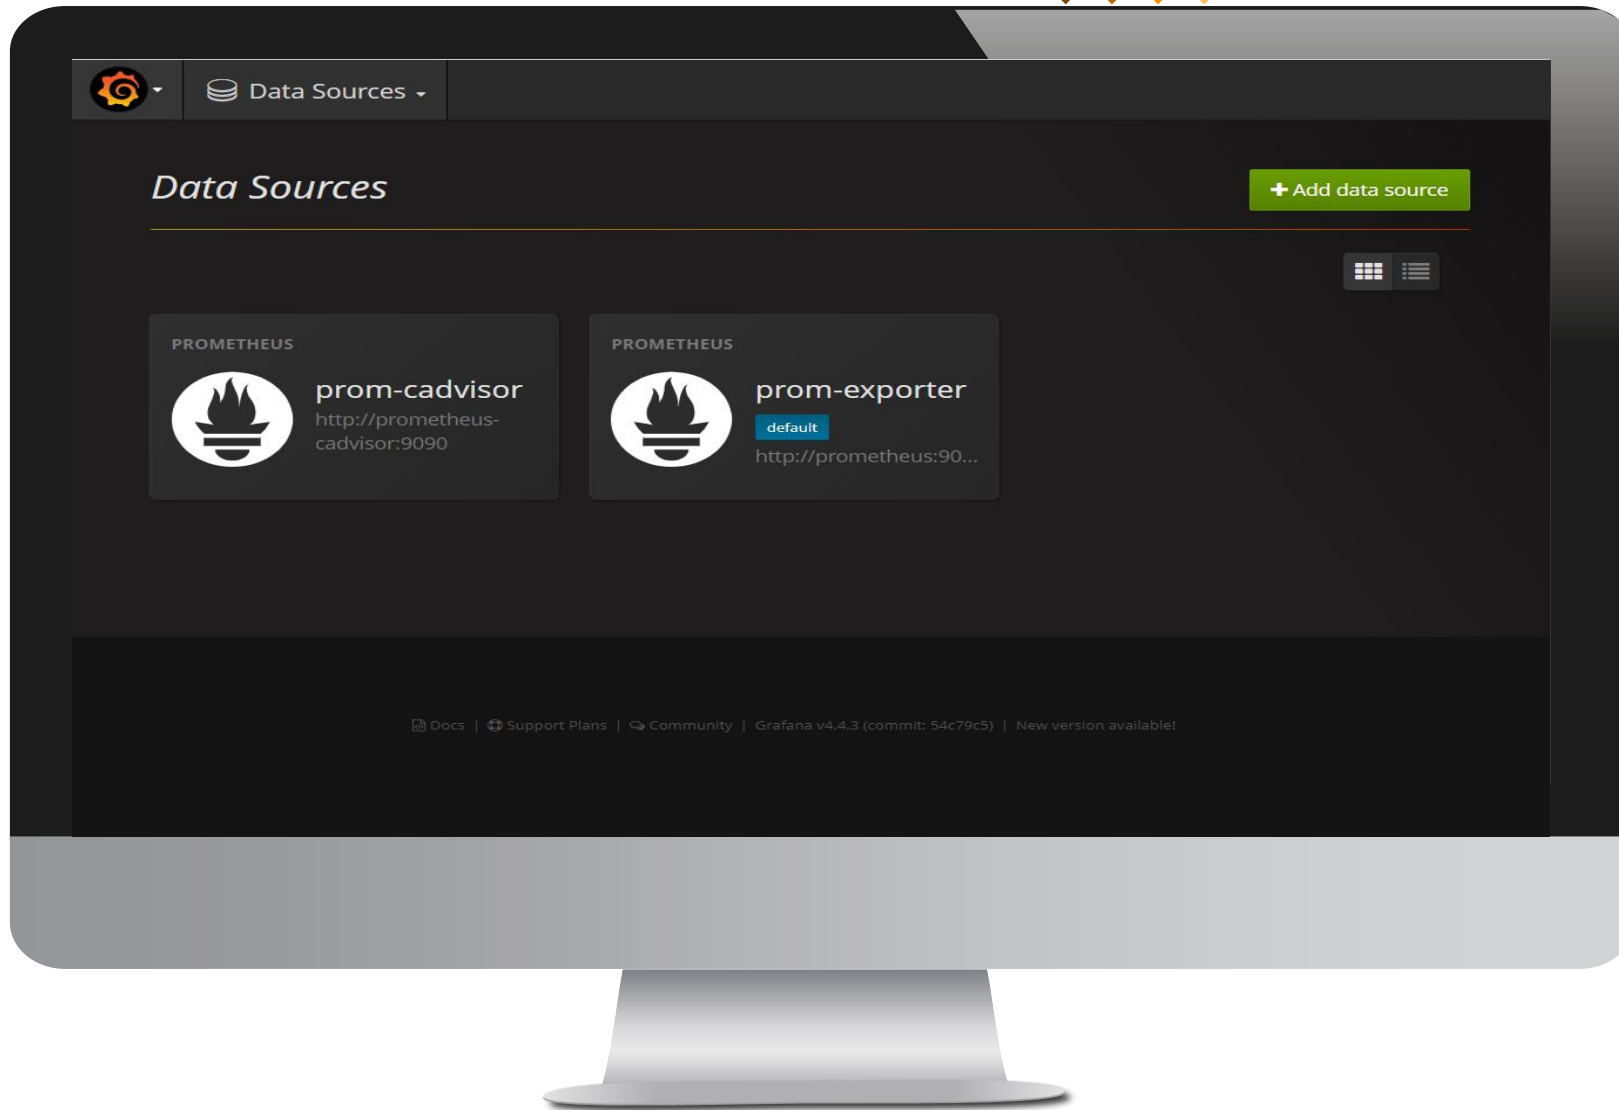 Data Sources
Data Sources
Add data source
PROMETHEUS
prom-cadvisor
http://prometheus-
cadvisor:9090
PROMETHEUS
prom-exporter
default
http://prometheus:90...
Docs | Support Plans | Community | Grafana v4.4.3 (commit: 54c79c5) | New version available!